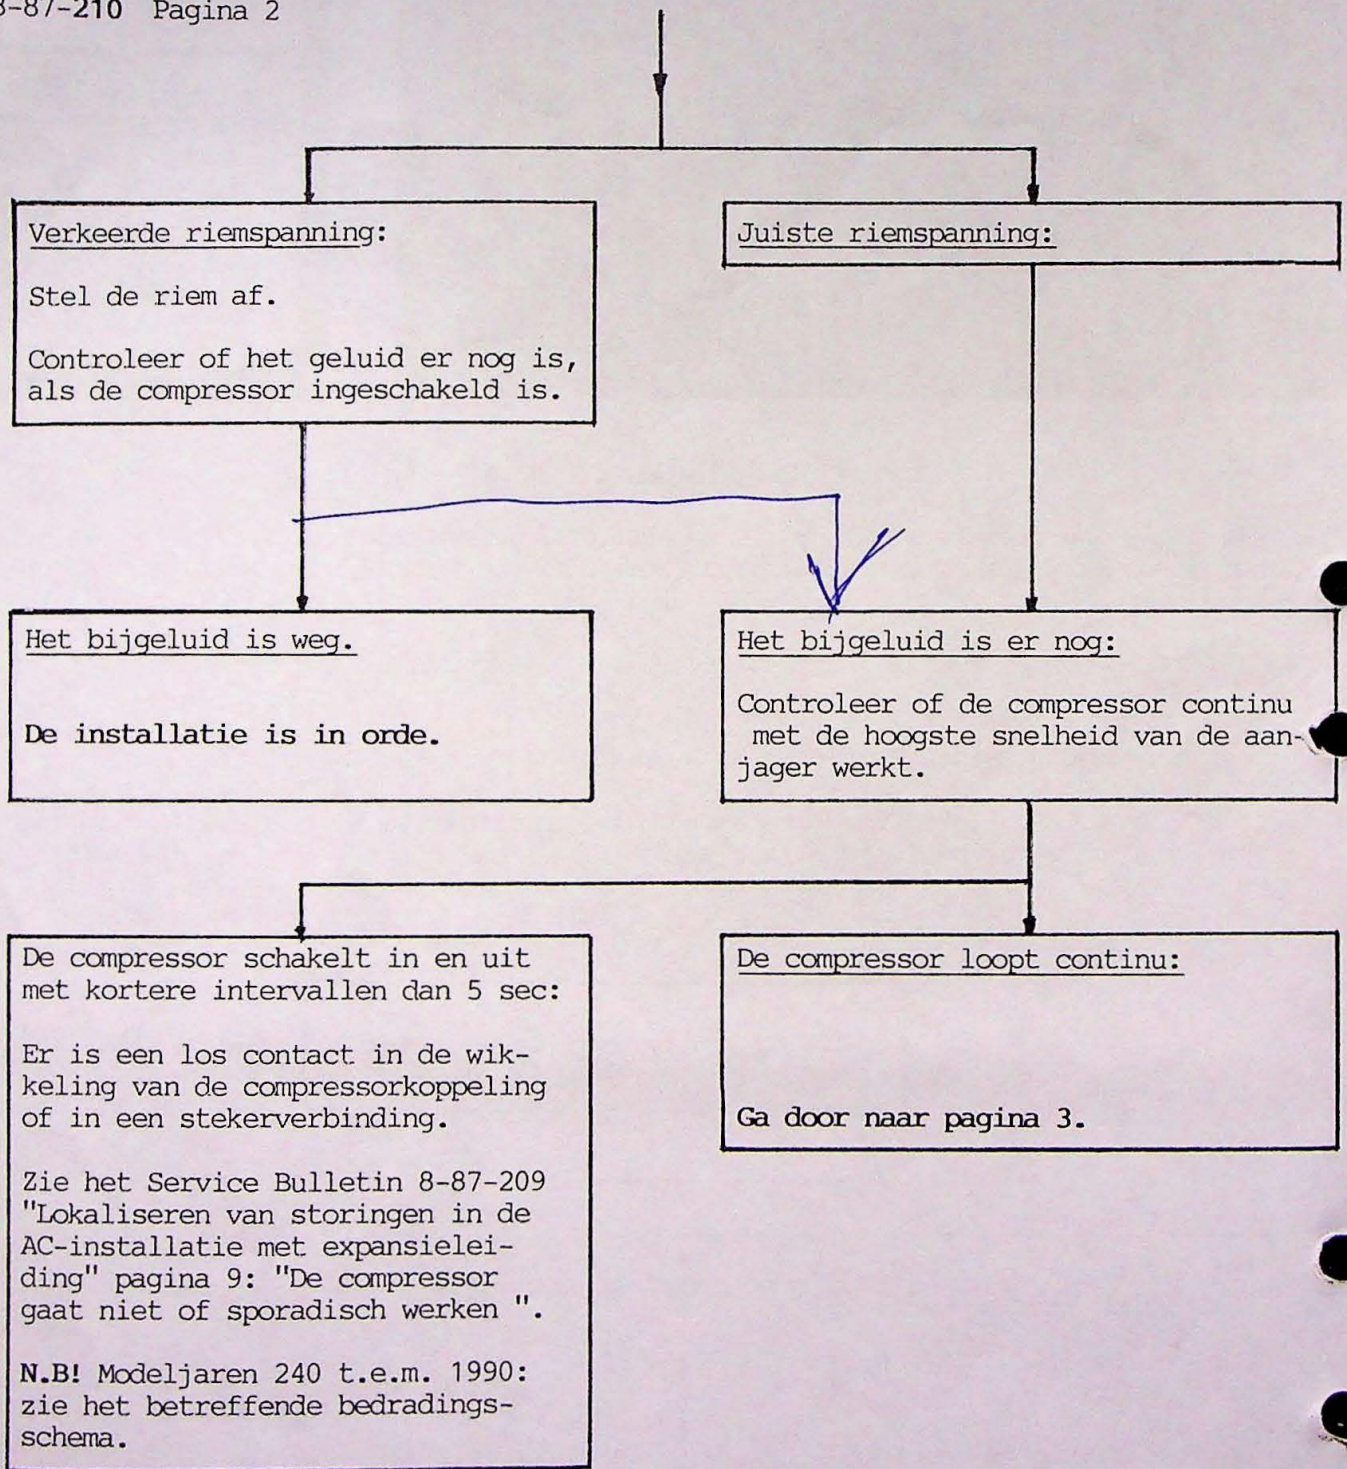 8-87-210 Pagina 2
Verkeerde riemspanning:
Stel de riem af.
Controleer of het geluid er nog is,
als de compressor ingeschakeld is.
Juiste riemspanning:
Het bijgeluid is weg.
De installatie is in orde.
Het bijgeluid is er nog:
Controleer of de compressor continu
met de hoogste snelheid van de aan-
jager werkt.
De compressor schakelt in en uit
met kortere intervallen dan 5 sec:
Er is een los contact in de wik-
keling van de compressorkoppeling
of in een stekerverbinding.
Zie het Service Bulletin 8-87-209
"Lokaliseren van storingen in de
AC-installatie met expansielei-
ding" pagina 9: "De compressor
gaat niet of sporadisch werken ".
N.B! Modeljaren 240 t.e.m. 1990:
zie het betreffende bedradings-
schema.
De compressor loopt continu:
Ga door naar pagina 3.